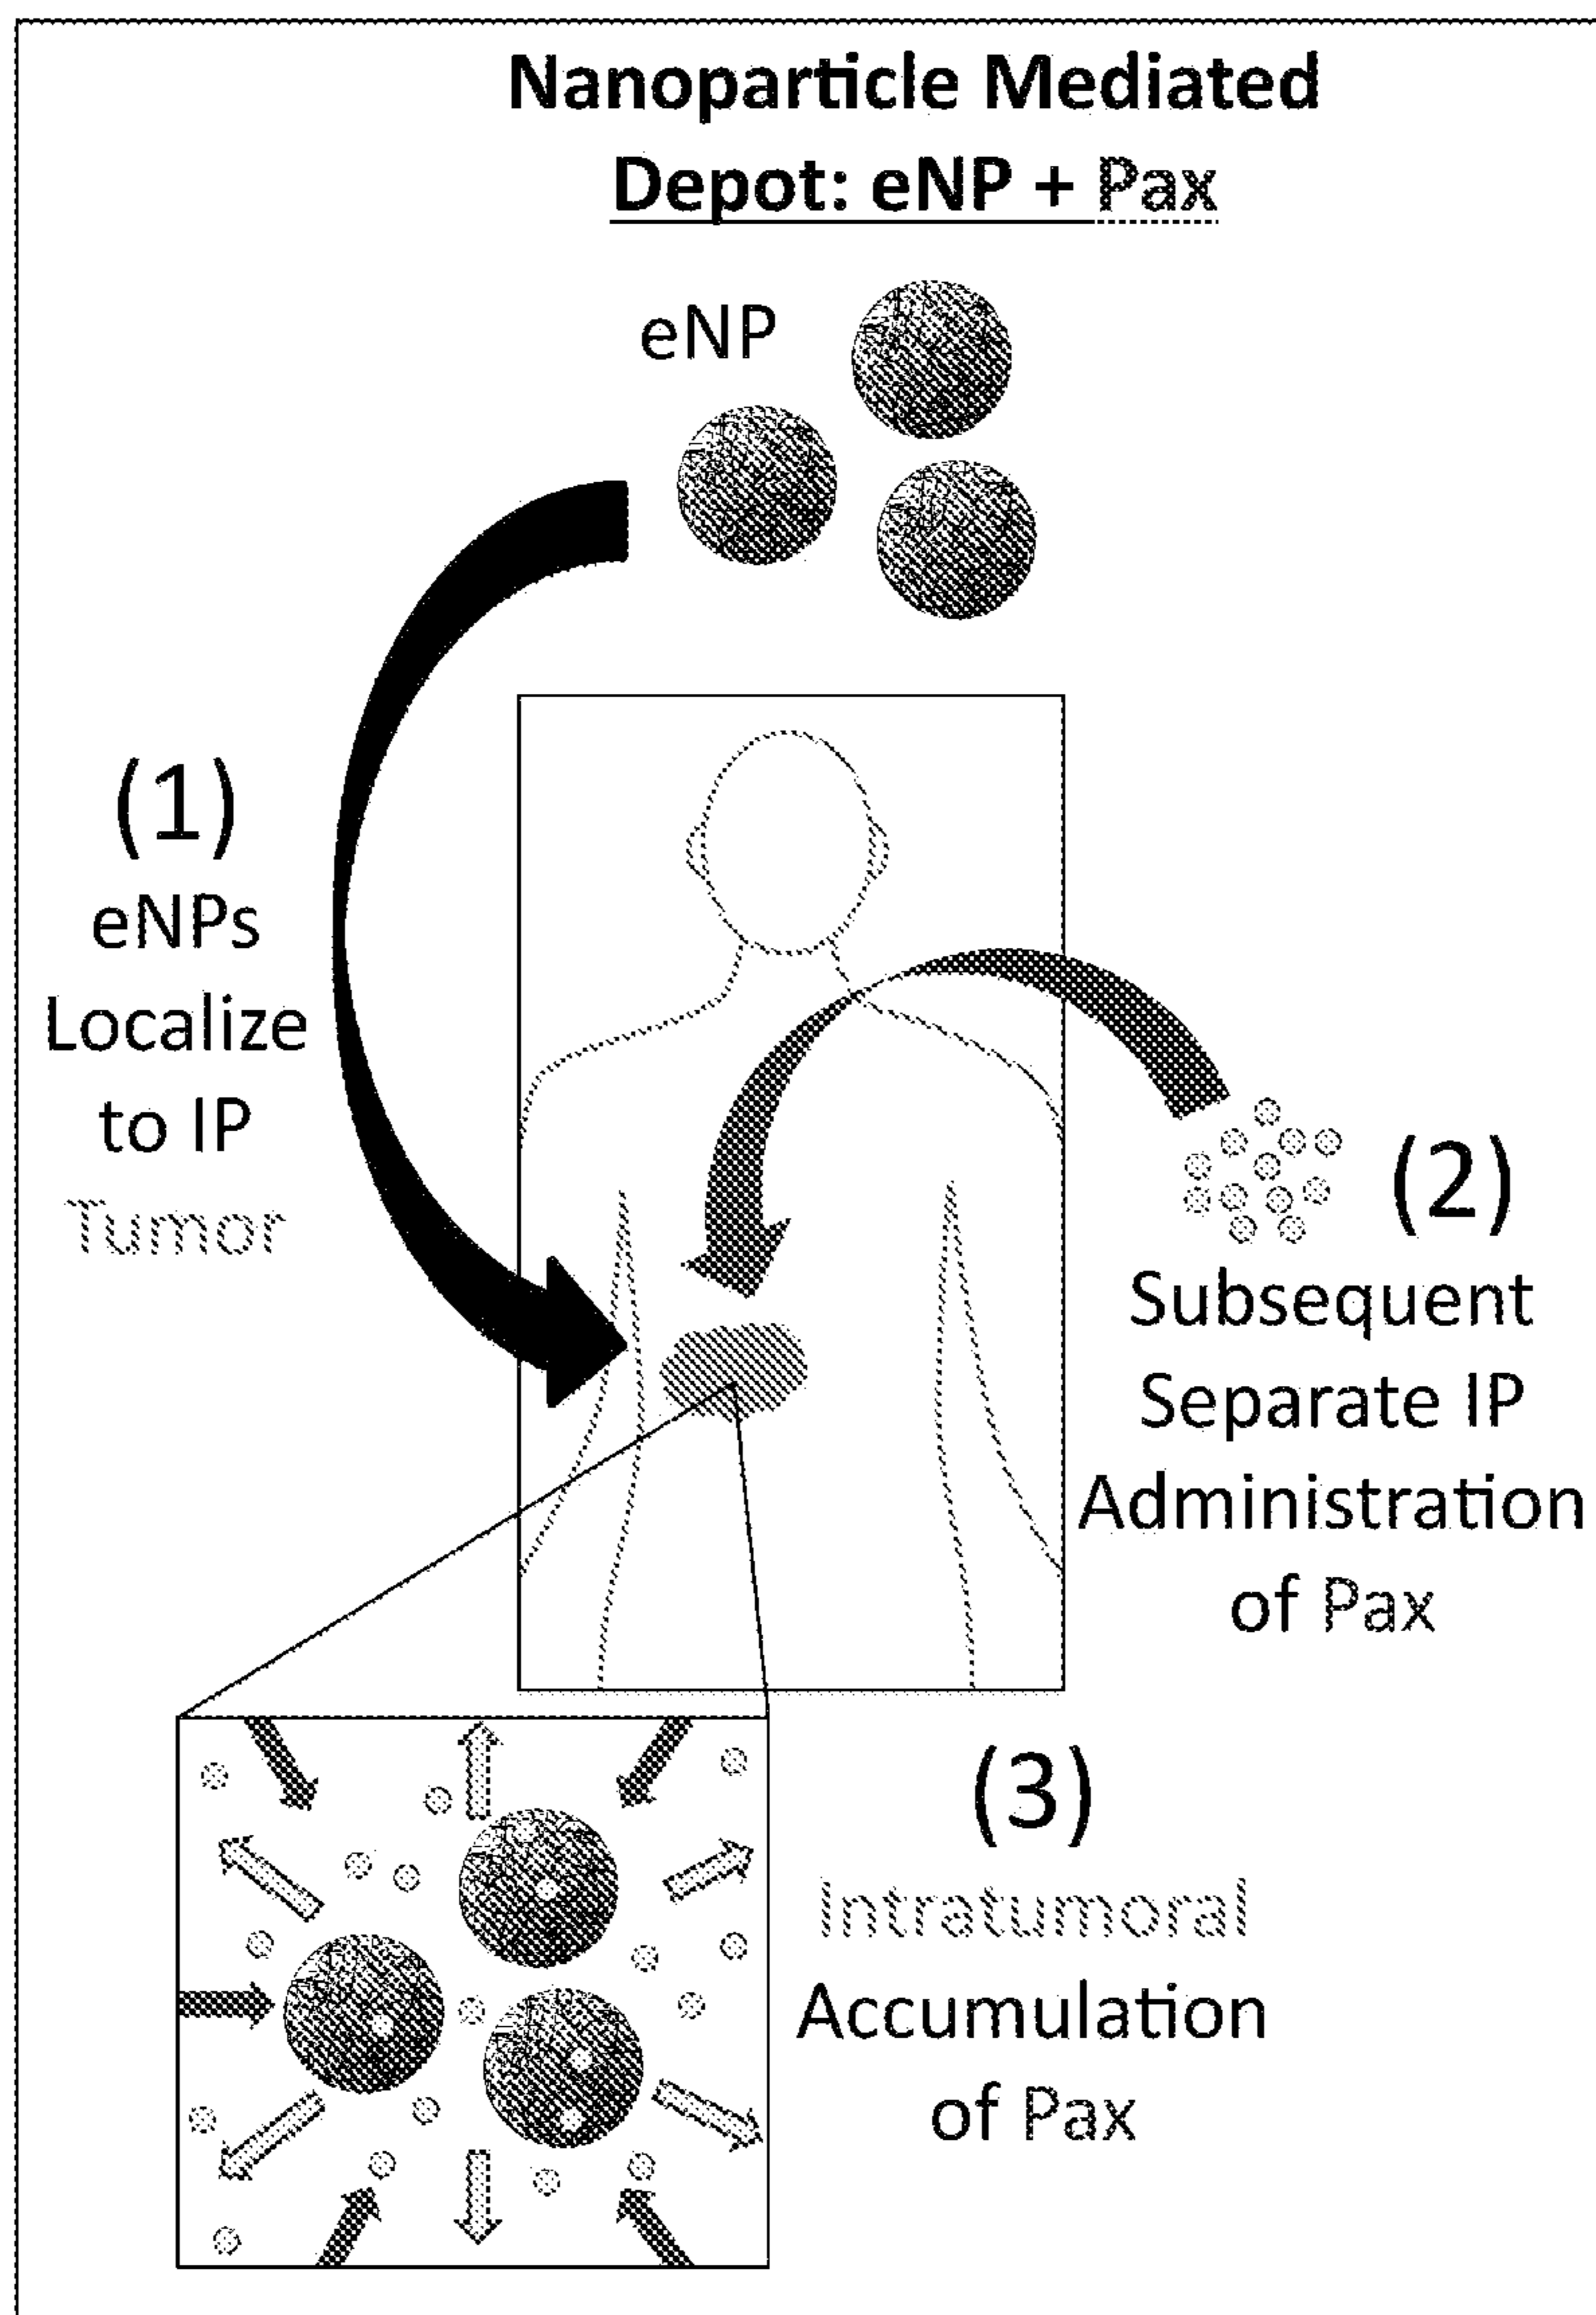 Nanoparticle Mediated
Depot: eNP + Pax
eNP
(1)
eNPs
Localize
to IP
Tumor
(2)
Subsequent
Separate IP
Administration
of Pax
(3)
Intratumoral
Accumulation
of Pax